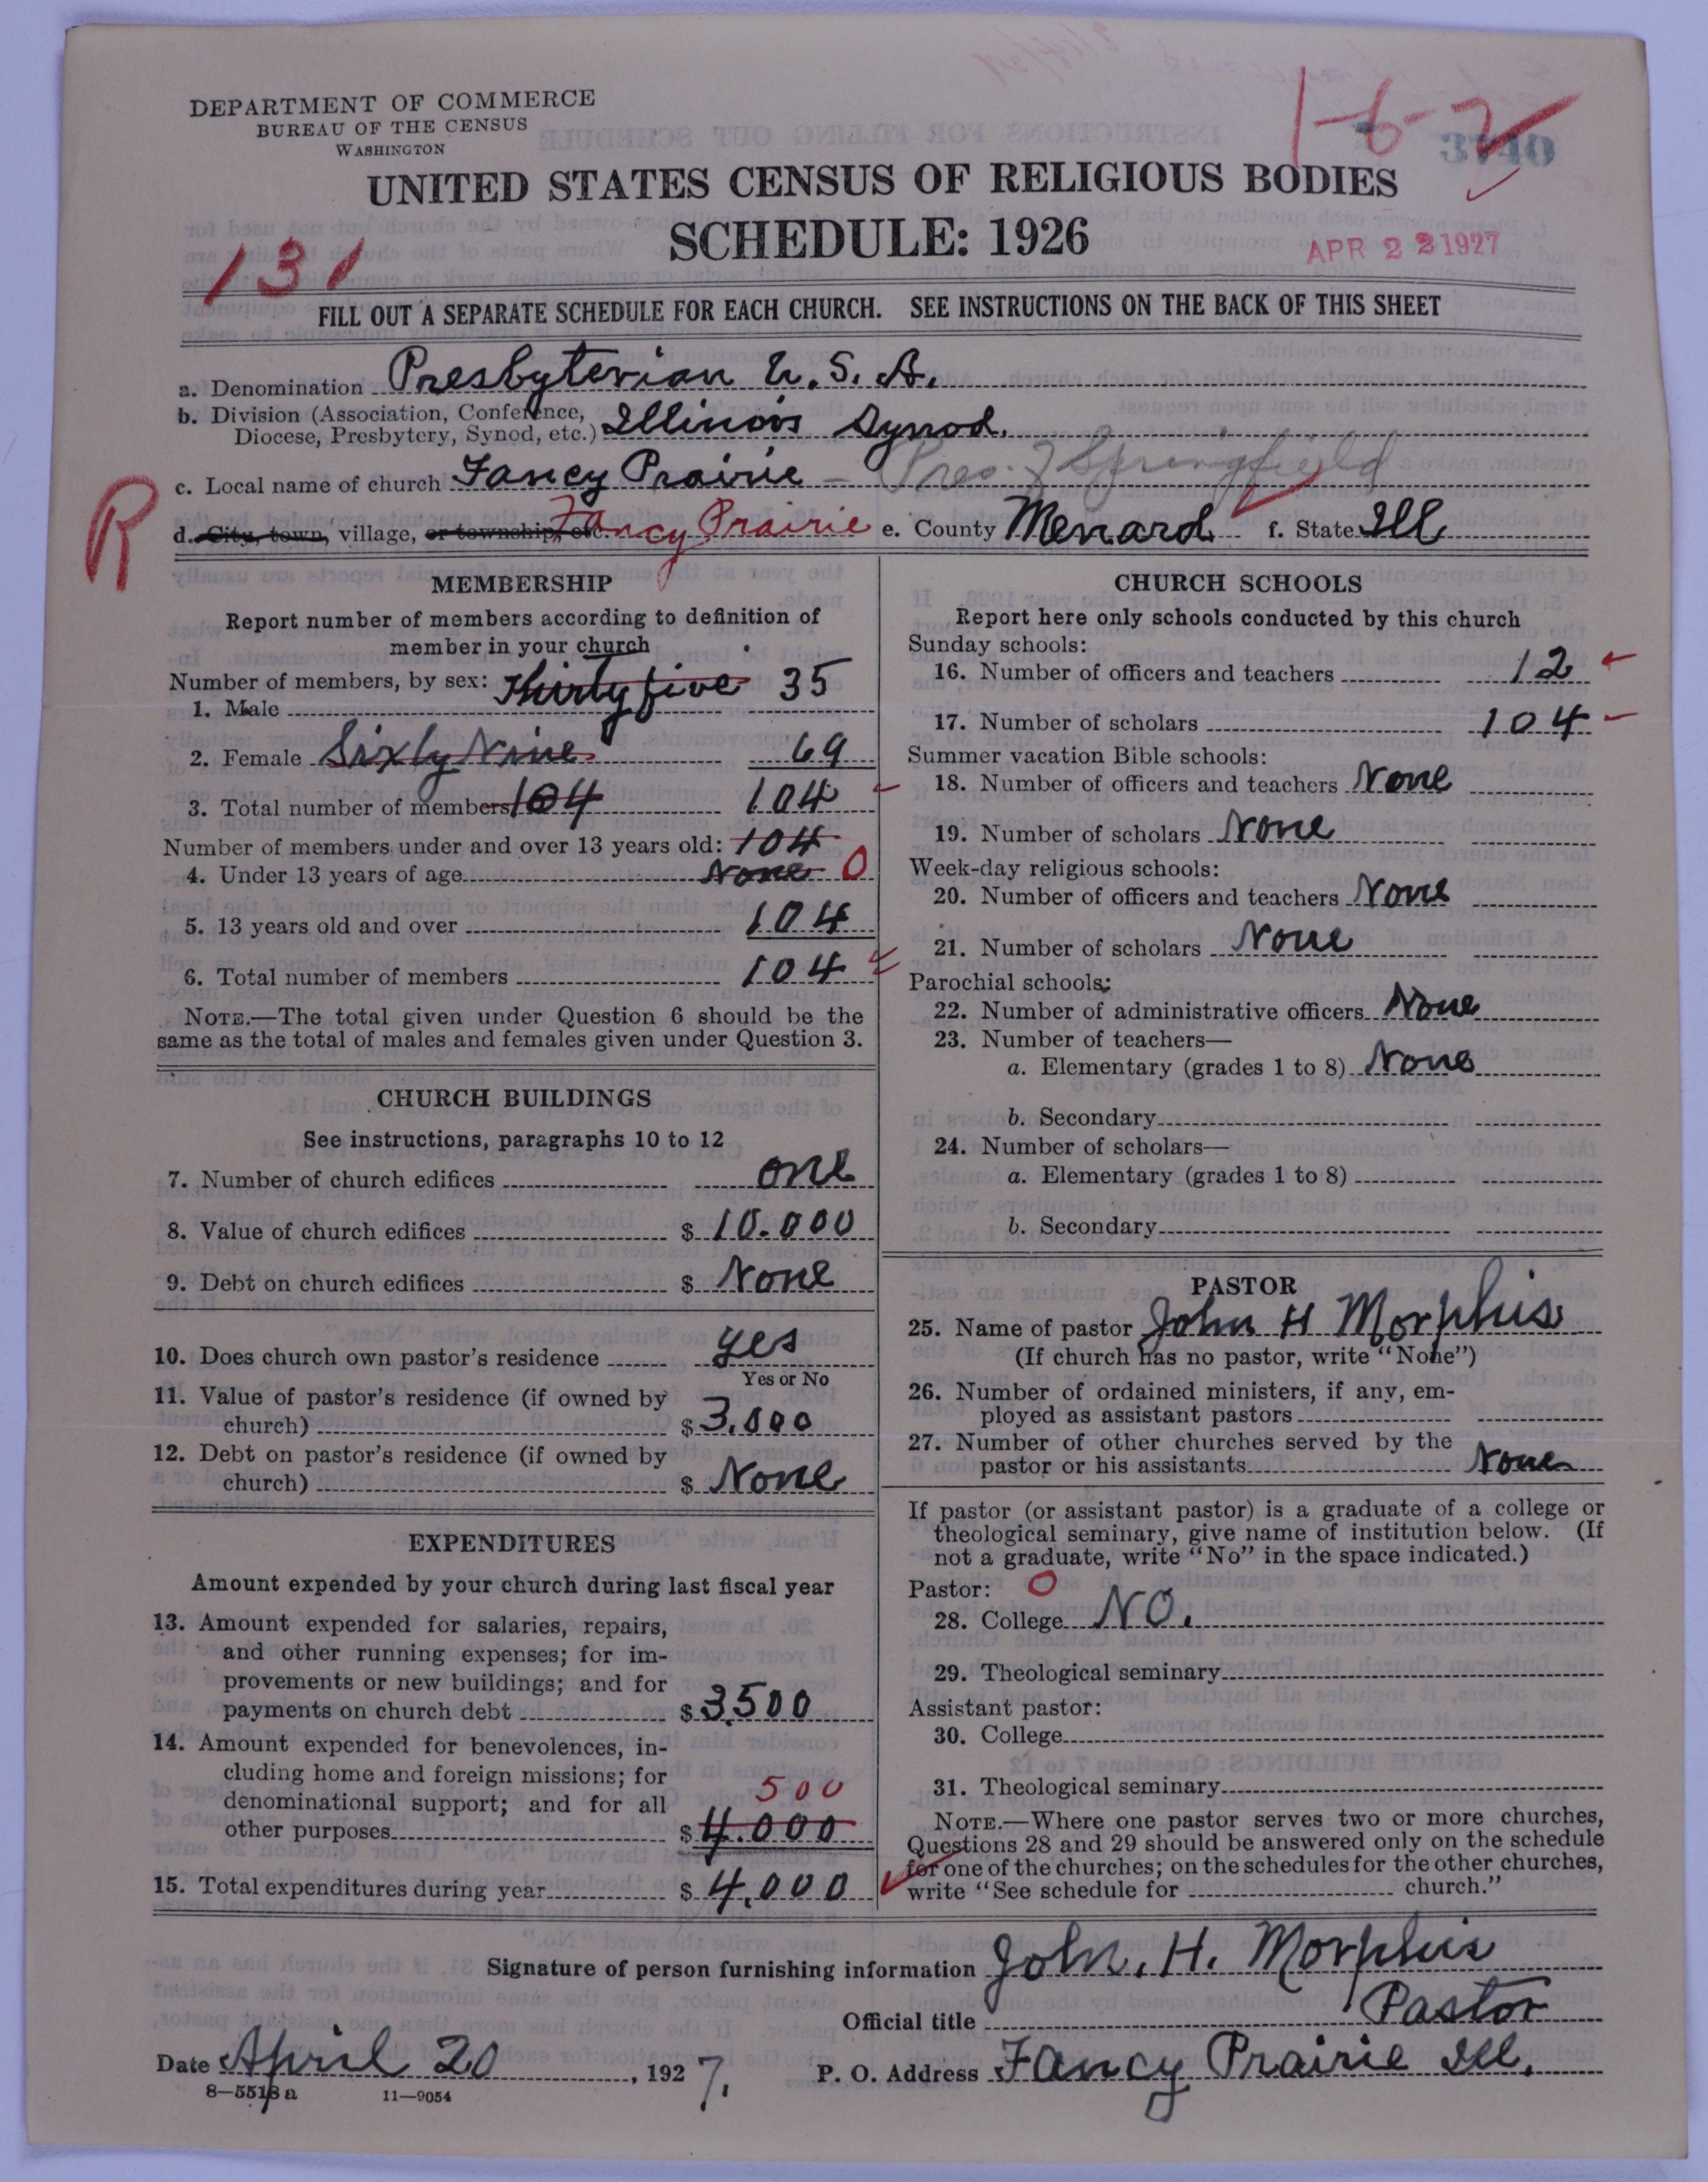 DEPARTMENT OF COMMERCE
BUREAU OF THE CENSUS
WASHINGTON
1-6-2
3740
UNITED STATES CENSUS OF RELIGIOUS BODIES
SCHEDULE: 1926
APR 22 1927
131
FILL OUT A SEPARATE SCHEDULE FOR EACH CHURCH. SEE INSTRUCTIONS ON THE BACK OF THIS SHEET
a. Denomination Presbyterian U.S.A.
b. Division (Association, Conference,
Diocese, Presbytery, Synod, etc.) Illinois Synod.
c. Local name of church Fancy Prairie – Pres. of Springfield
R
d. City, town, village, or township, etc. Fancy Prairie e. County Menard f. State Ill
MEMBERSHIP
Report number of members according to definition of
member in your church
Number of members, by sex:
1. Male Thirty five 35
2. Female Sixty Nine 69
3. Total number of members 104 104
Number of members under and over 13 years old: 104
4. Under 13 years of age None 0
5. 13 years old and over 104
6. Total number of members 104
NOTE.—The total given under Question 6 should be the
same as the total of males and females given under Question 3.
CHURCH BUILDINGS
See instructions, paragraphs 10 to 12
7. Number of church edifices one
8. Value of church edifices $ 10.000
9. Debt on church edifices $ None
10. Does church own pastor's residence yes
Yes or No
11. Value of pastor's residence (if owned by
church) $ 3,000
12. Debt on pastor's residence (if owned by
church) $ None
EXPENDITURES
Amount expended by your church during last fiscal year
13. Amount expended for salaries, repairs,
and other running expenses; for im-
provements or new buildings; and for
payments on church debt $ 3,500
14. Amount expended for benevolences, in-
cluding home and foreign missions; for
denominational support; and for all 500
other purposes $ 4.000
15. Total expenditures during year $ 4,000
CHURCH SCHOOLS
Report here only schools conducted by this church
Sunday schools:
16. Number of officers and teachers 12
17. Number of scholars 104
Summer vacation Bible schools:
18. Number of officers and teachers None
19. Number of scholars None
Week-day religious schools:
20. Number of officers and teachers None
21. Number of scholars None
Parochial schools:
22. Number of administrative officers None
23. Number of teachers—
a. Elementary (grades 1 to 8) None
b. Secondary
24. Number of scholars—
a. Elementary (grades 1 to 8)
b. Secondary
PASTOR
25. Name of pastor John H Morphis
(If church has no pastor, write "None")
26. Number of ordained ministers, if any, em-
ployed as assistant pastors
27. Number of other churches served by the
pastor or his assistants None
If pastor (or assistant pastor) is a graduate of a college or
theological seminary, give name of institution below. (If
not a graduate, write "No" in the space indicated.)
Pastor: 0
28. College NO.
29. Theological seminary
Assistant pastor:
30. College
31. Theological seminary
NOTE.—Where one pastor serves two or more churches,
Questions 28 and 29 should be answered only on the schedule
for one of the churches; on the schedules for the other churches,
write "See schedule for church."
Signature of person furnishing information John. H. Morphis
Official title Pastor
Date April 20, 1927. P. O. Address Fancy Prairie Ill.
8—5518 a 11—9054